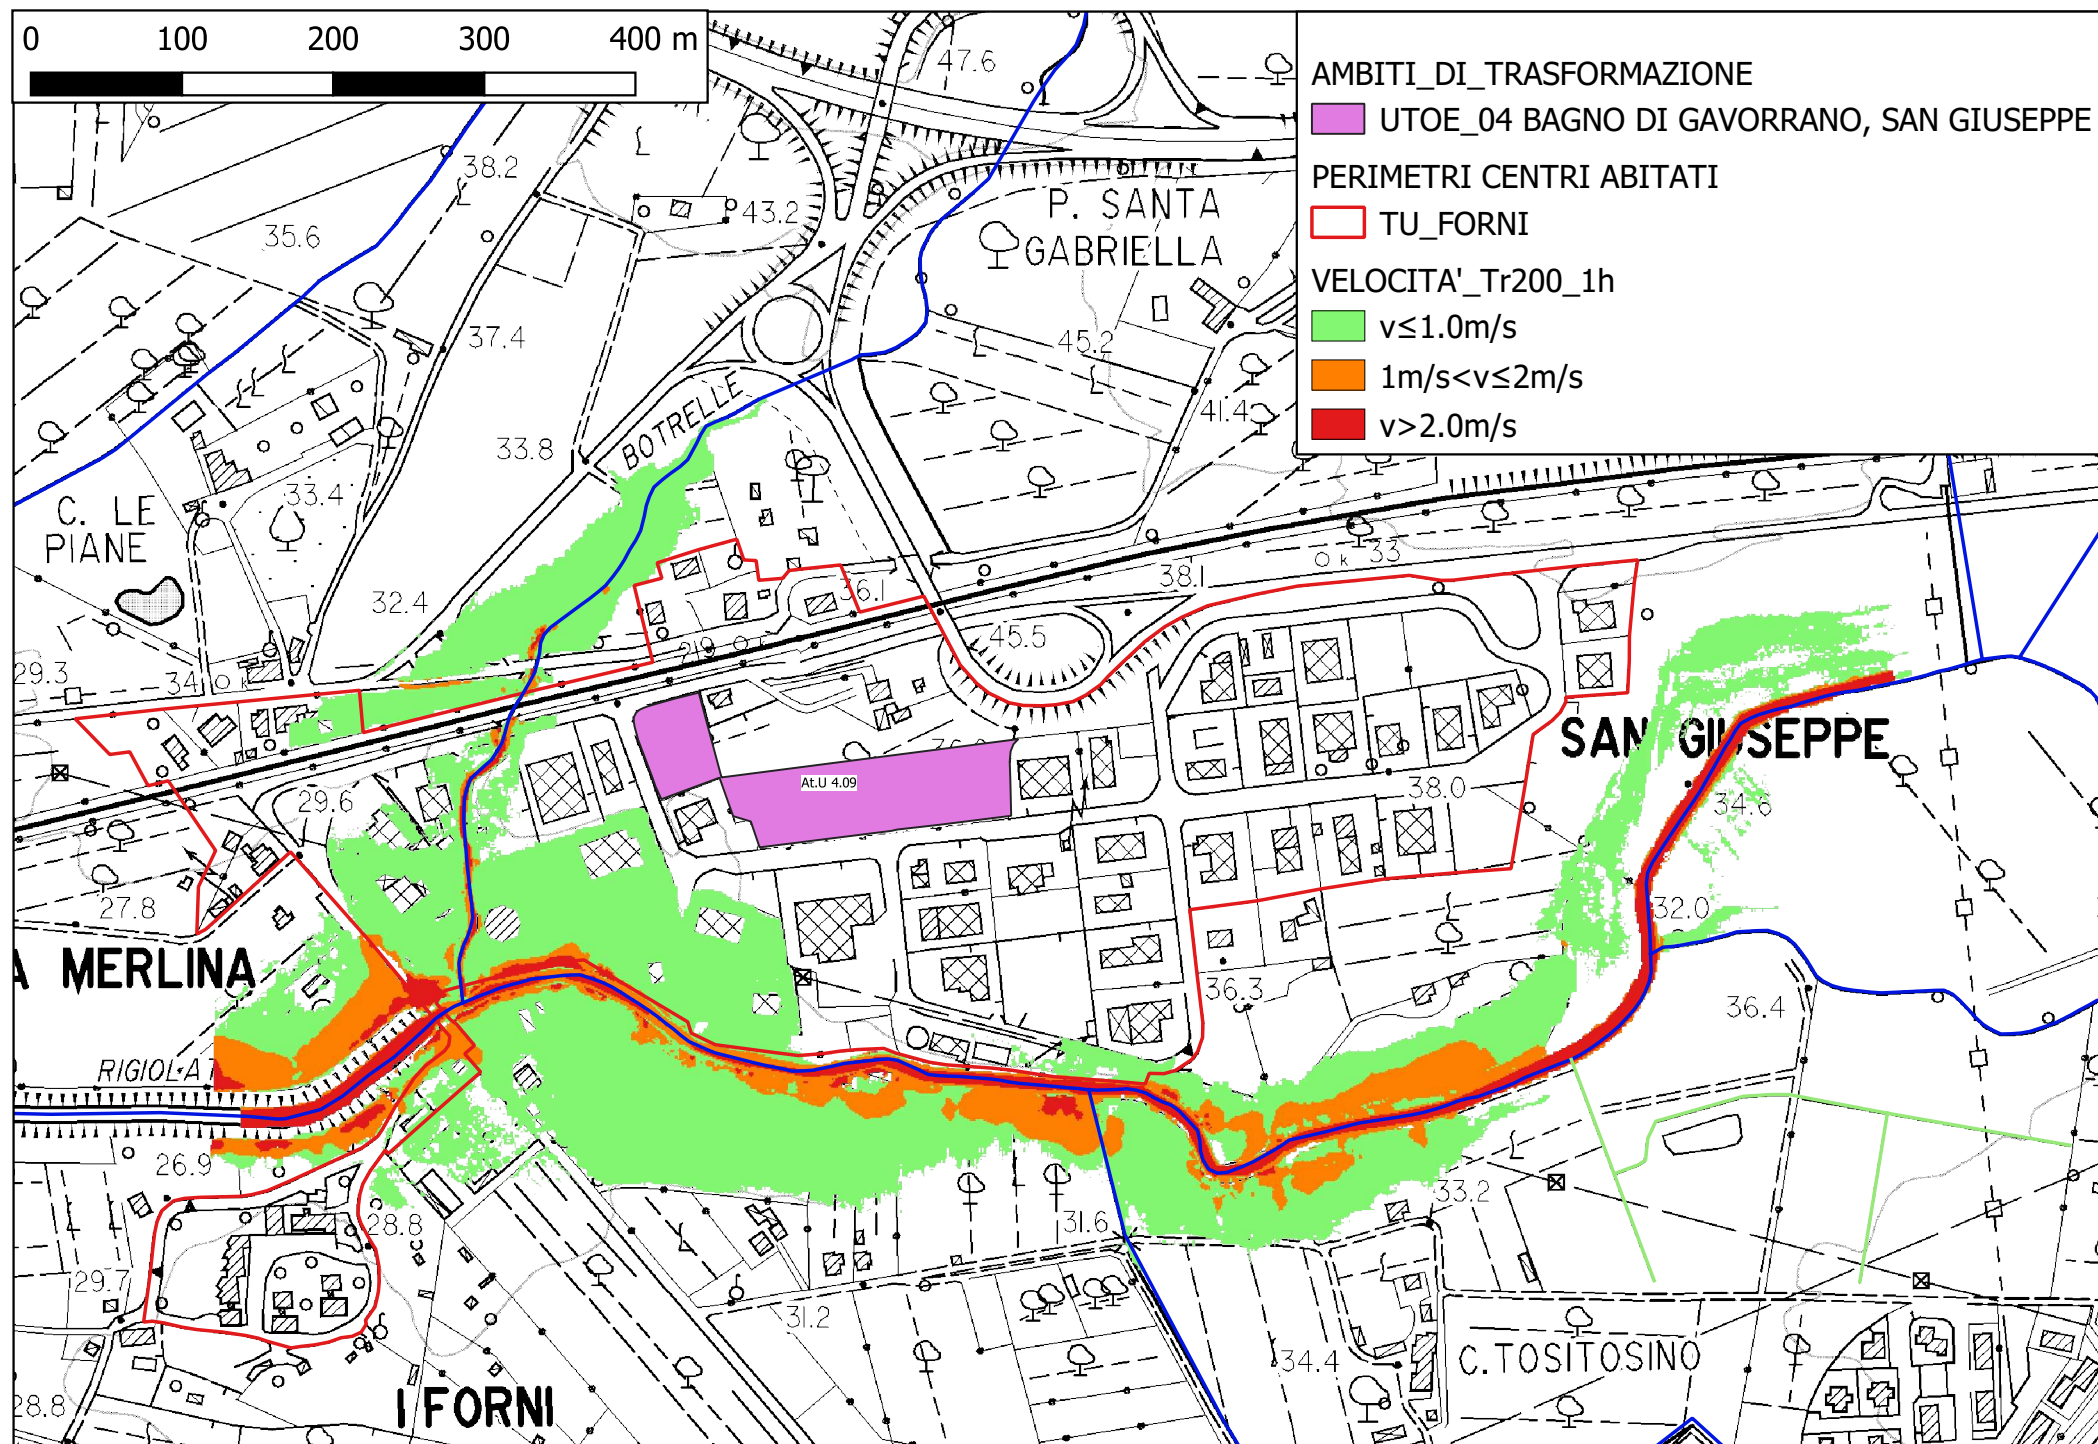 0 100 200 300 400 m
AMBITI_DI_TRASFORMAZIONE
UTOE_04 BAGNO DI GAVORRANO, SAN GIUSEPPE
PERIMETRI CENTRI ABITATI
TU_FORNI
VELOCITA'_Tr200_1h
v≤1.0m/s
1m/s<v≤2m/s
v>2.0m/s
47.6
38.2
43.2
P. SANTA
GABRIELLA
35.6
37.4
45.2
BOTRELLE
41.4
33.8
33.4
C. LE
PIANE
33
38.1
36.1
32.4
45.5
29.3
34
SAN GIUSEPPE
At.U 4.09
38.0
34.6
29.6
27.8
32.0
A MERLINA
36.3
36.4
RIGIOLA
26.9
33.2
28.8
31.6
29.7
31.2
34.4
C.TOSITOSINO
28.8
I FORNI